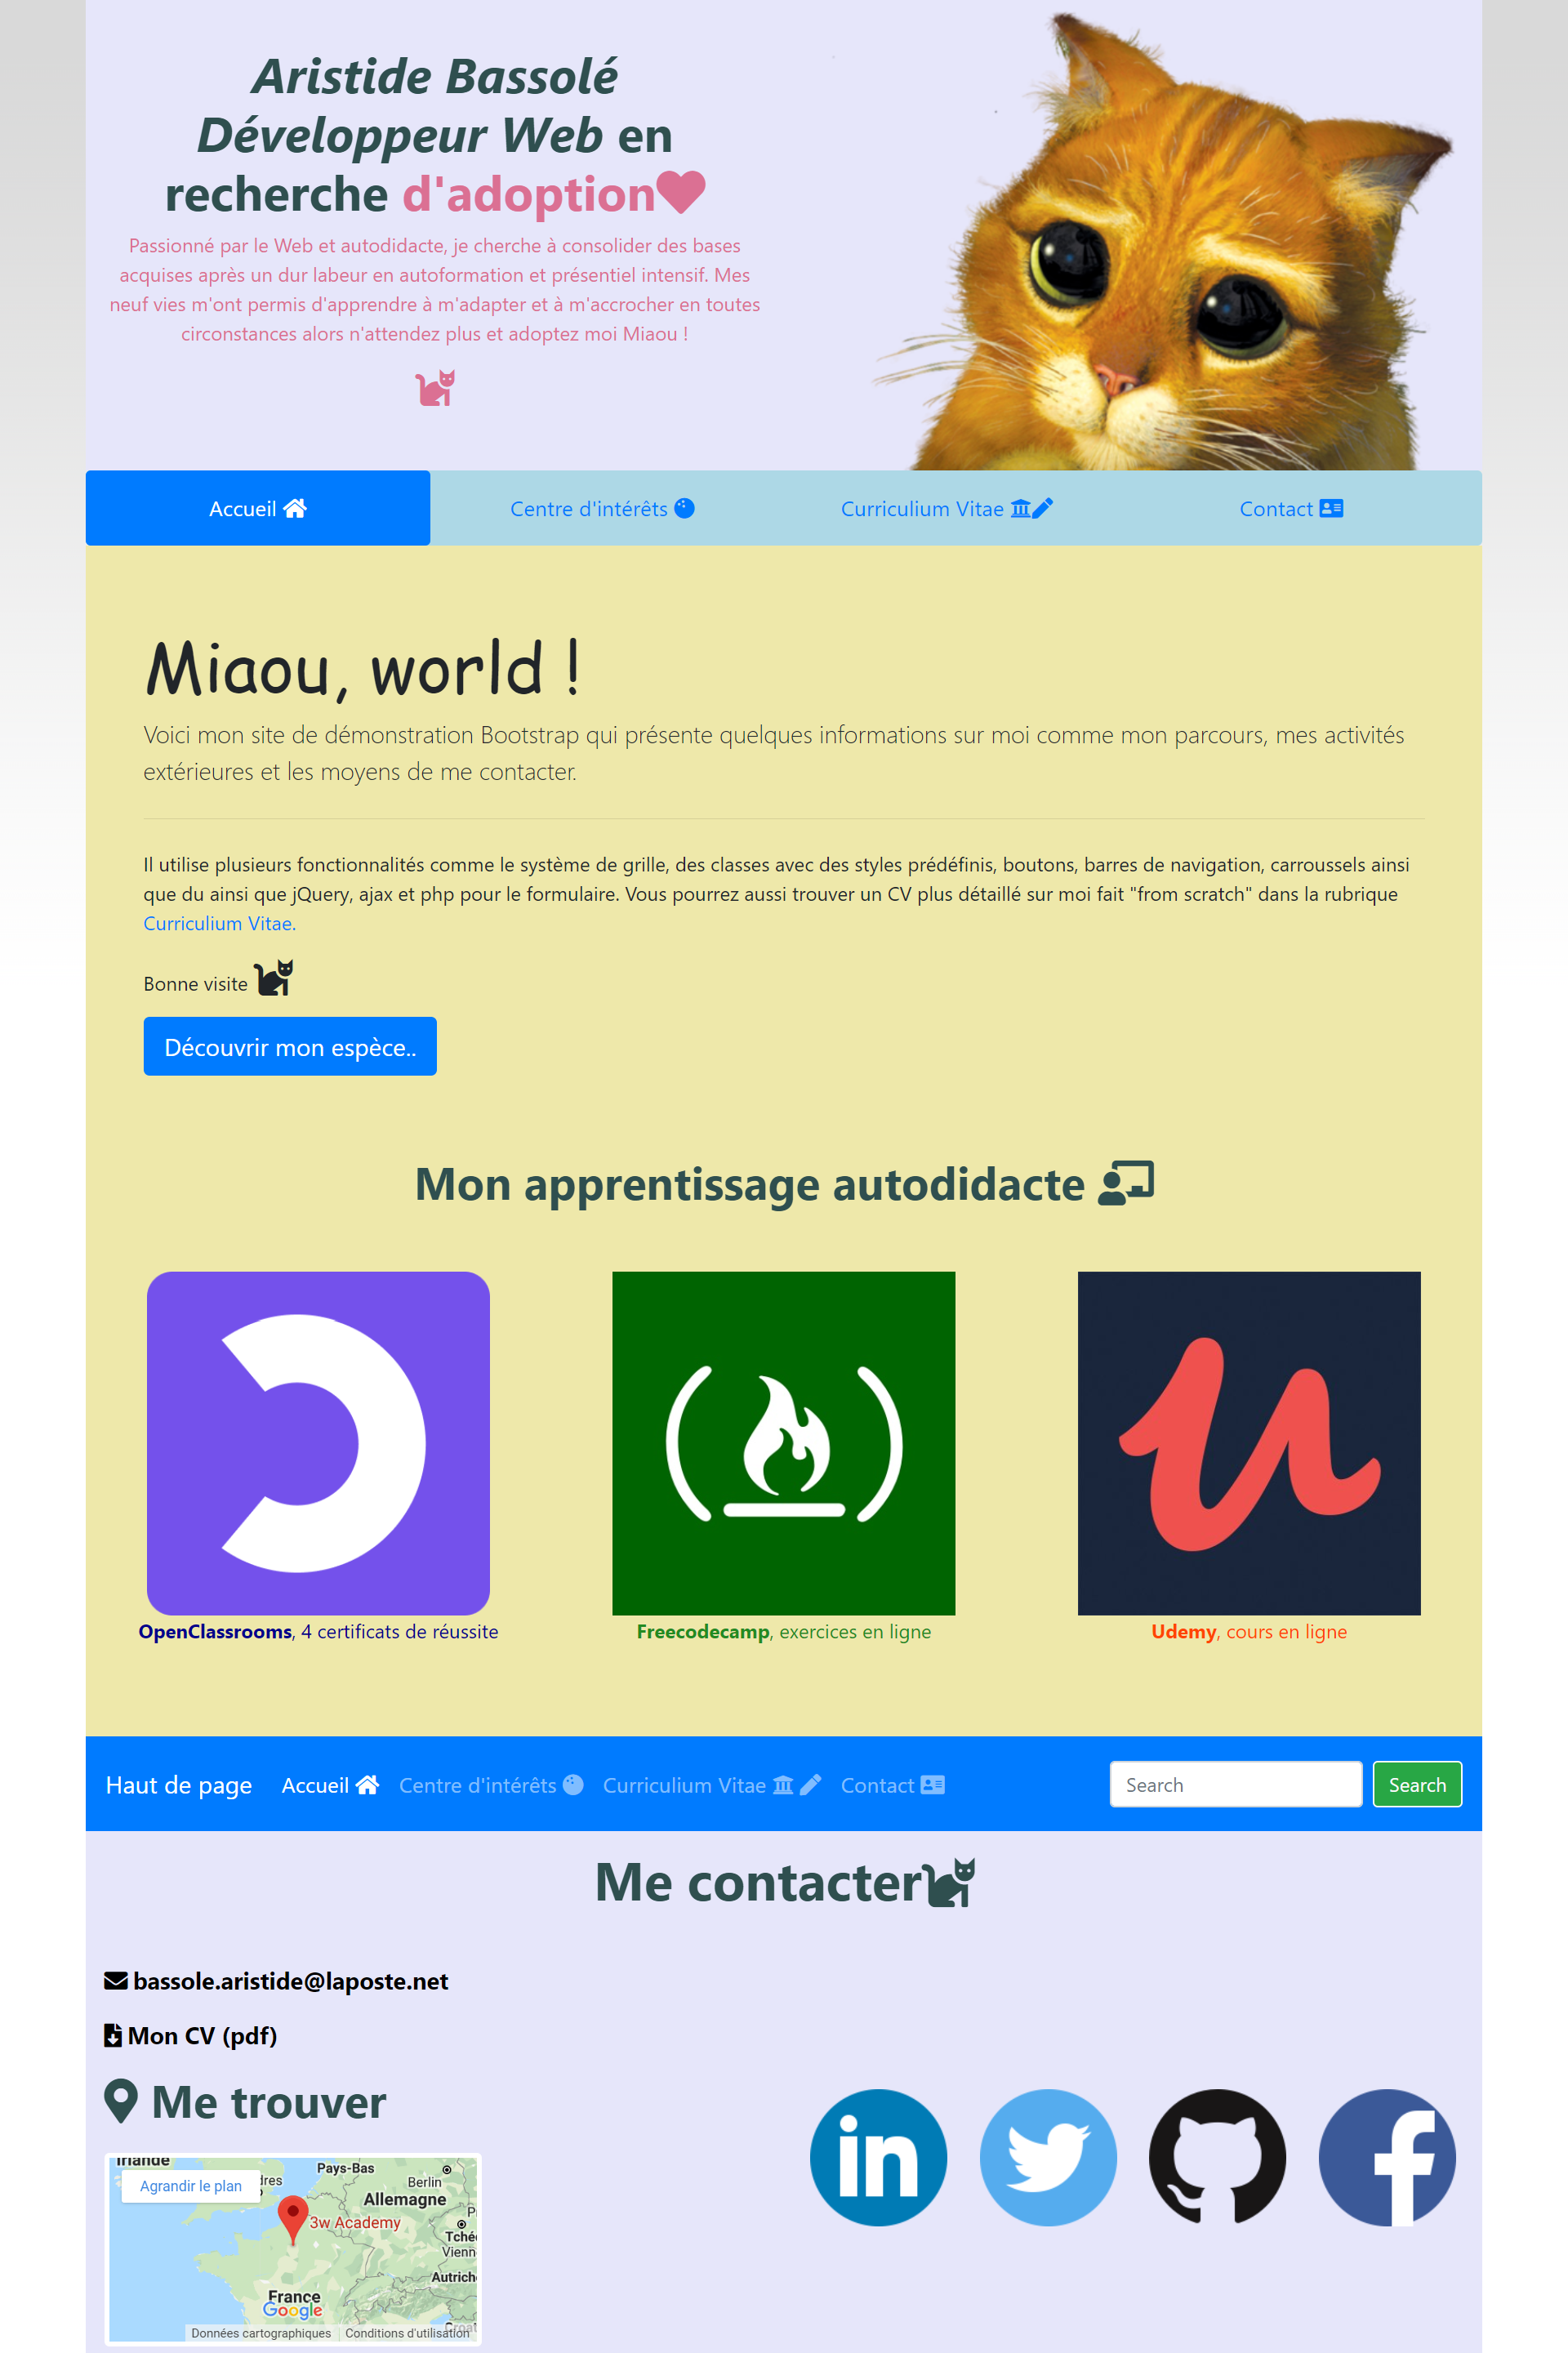 Aristide Bassolé
Développeur Web en
recherche d'adoption
Passionné par le Web et autodidacte, je cherche à consolider des bases
acquises après un dur labeur en autoformation et présentiel intensif. Mes
neuf vies m'ont permis d'apprendre à m'adapter et à m'accrocher en toutes
circonstances alors n'attendez plus et adoptez moi Miaou !
Accueil
Centre d'intérêts
Curriculium Vitae
Contact
Miaou, world !
Voici mon site de démonstration Bootstrap qui présente quelques informations sur moi comme mon parcours, mes activités
extérieures et les moyens de me contacter.
Il utilise plusieurs fonctionnalités comme le système de grille, des classes avec des styles prédéfinis, boutons, barres de navigation, carroussels ainsi
que du ainsi que jQuery, ajax et php pour le formulaire. Vous pourrez aussi trouver un CV plus détaillé sur moi fait "from scratch" dans la rubrique
Curriculium Vitae.
Bonne visite
Découvrir mon espèce..
Mon apprentissage autodidacte
OpenClassrooms, 4 certificats de réussite
Freecodecamp, exercices en ligne
Udemy, cours en ligne
Haut de page
Accueil
Centre d'intérêts
Curriculium Vitae
Contact
Search
Search
Me contacter
bassole.aristide@laposte.net
Mon CV (pdf)
Me trouver
Irlande
Pays-Bas
Agrandir le plan
dres
Berlin
Allemagne
3w Academy
P
Tché
Vienn
Autrich
France
Google
Croat
Données cartographiques
Conditions d'utilisation
in